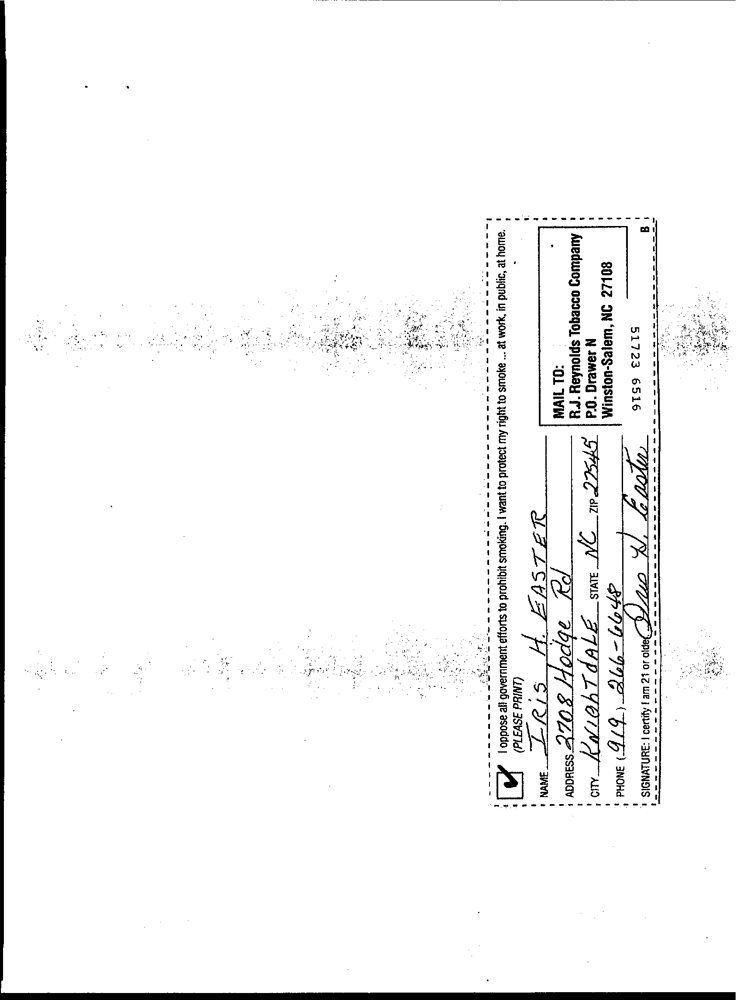 I oppose all government efforts to prohibit smoking. I want to protect my right to smoke ... at work, in public, at home.
(PLEASE PRINT)
NAME IRIS H. EASTER
ADDRESS 2708 Hodge Rd
CITY KNIGhTdALE STATE NC ZIP 27545
PHONE (919) 266-6648
SIGNATURE: I certify I am 21 or older Iris H. Easter
MAIL TO:
R.J. Reynolds Tobacco Company
P.O. Drawer N
Winston-Salem, NC 27108
51723 6516
B